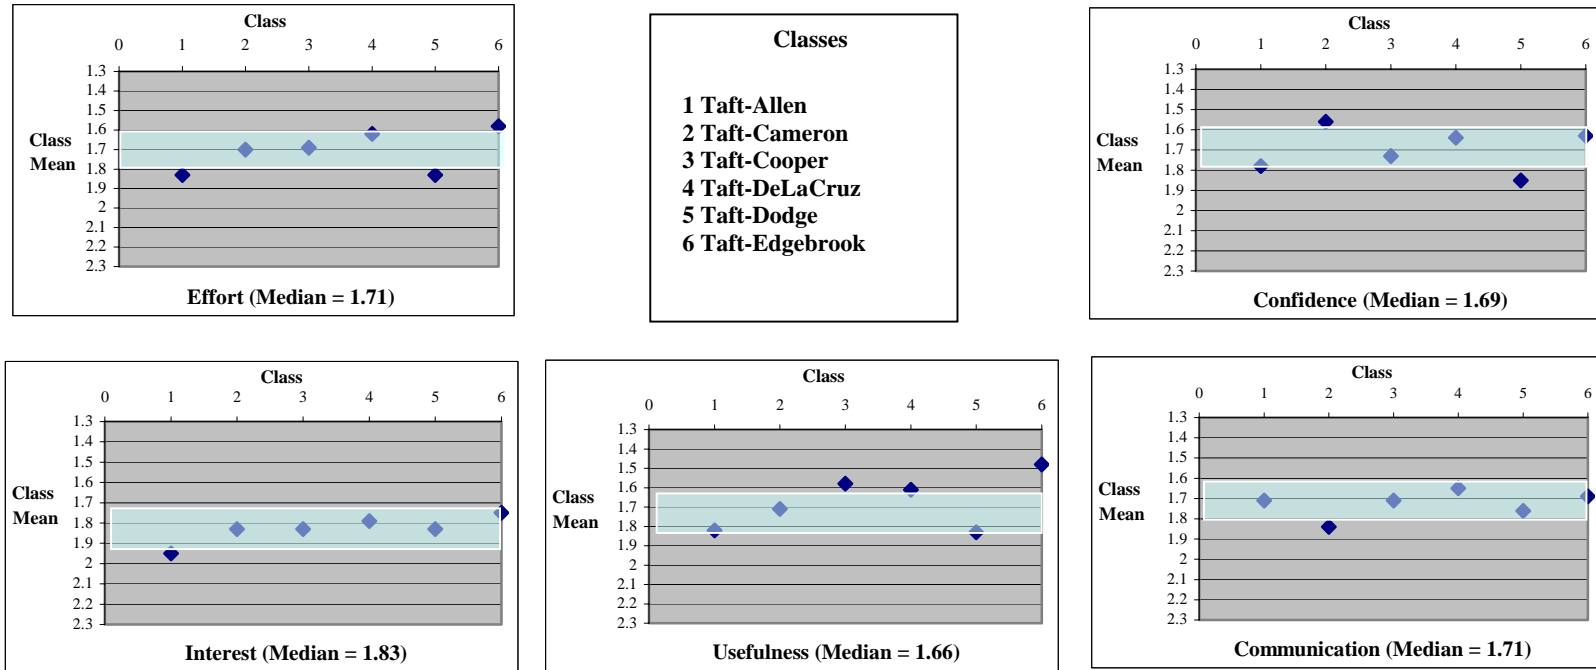 Class
0 1 2 3 4 5 6
1.3
1.4
1.5
1.6
1.7
1.8
1.9
2
2.1
2.2
2.3
Class
Mean
Effort (Median = 1.71)
Classes
1 Taft-Allen
2 Taft-Cameron
3 Taft-Cooper
4 Taft-DeLaCruz
5 Taft-Dodge
6 Taft-Edgebrook
Class
0 1 2 3 4 5 6
1.3
1.4
1.5
1.6
1.7
1.8
1.9
2
2.1
2.2
2.3
Class
Mean
Confidence (Median = 1.69)
Class
0 1 2 3 4 5 6
1.3
1.4
1.5
1.6
1.7
1.8
1.9
2
2.1
2.2
2.3
Class
Mean
Interest (Median = 1.83)
Class
0 1 2 3 4 5 6
1.3
1.4
1.5
1.6
1.7
1.8
1.9
2
2.1
2.2
2.3
Class
Mean
Usefulness (Median = 1.66)
Class
0 1 2 3 4 5 6
1.3
1.4
1.5
1.6
1.7
1.8
1.9
2
2.1
2.2
2.3
Class
Mean
Communication (Median = 1.71)